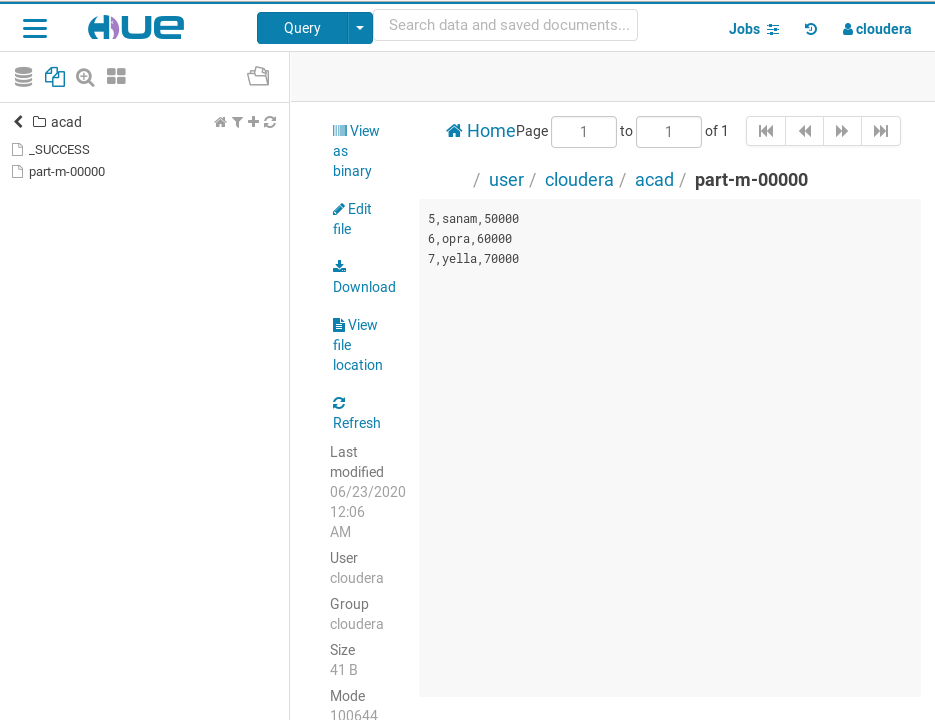 HUE
Query
Search data and saved documents...
Jobs
cloudera
acad
_SUCCESS
part-m-00000
View
as
binary
Edit
file
Download
View
file
location
Refresh
Last
modified
06/23/2020
12:06
AM
User
cloudera
Group
cloudera
Size
41 B
Mode
100644
Home Page 1 to 1 of 1
/ user / cloudera / acad / part-m-00000
5,sanam,50000
6,opra,60000
7,yella,70000